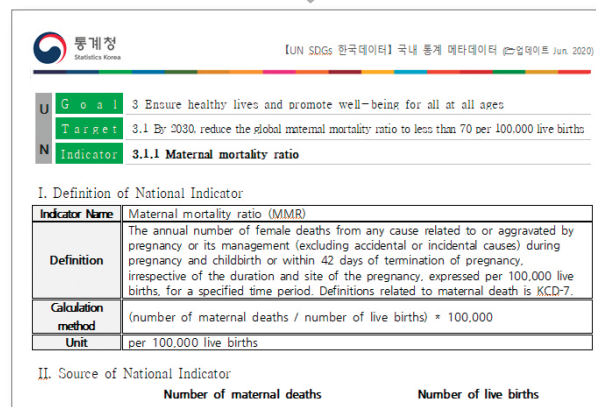 통계청
Statistics Korea
【UN SDGs 한국데이터】 국내 통계 메타데이터 (업데이트 Jun. 2020)
UN
Goal 3 Ensure healthy lives and promote well-being for all at all ages
Target 3.1 By 2030, reduce the global maternal mortality ratio to less than 70 per 100,000 live births
Indicator 3.1.1 Maternal mortality ratio
I. Definition of National Indicator
Indicator Name Maternal mortality ratio (MMR)
Definition
The annual number of female deaths from any cause related to or aggravated by
pregnancy or its management (excluding accidental or incidental causes) during
pregnancy and childbirth or within 42 days of termination of pregnancy,
irrespective of the duration and site of the pregnancy, expressed per 100,000 live
births, for a specified time period. Definitions related to maternal death is KCD-7.
Calculation
method
(number of maternal deaths / number of live births) * 100,000
Unit per 100,000 live births
II. Source of National Indicator
Number of maternal deaths Number of live births